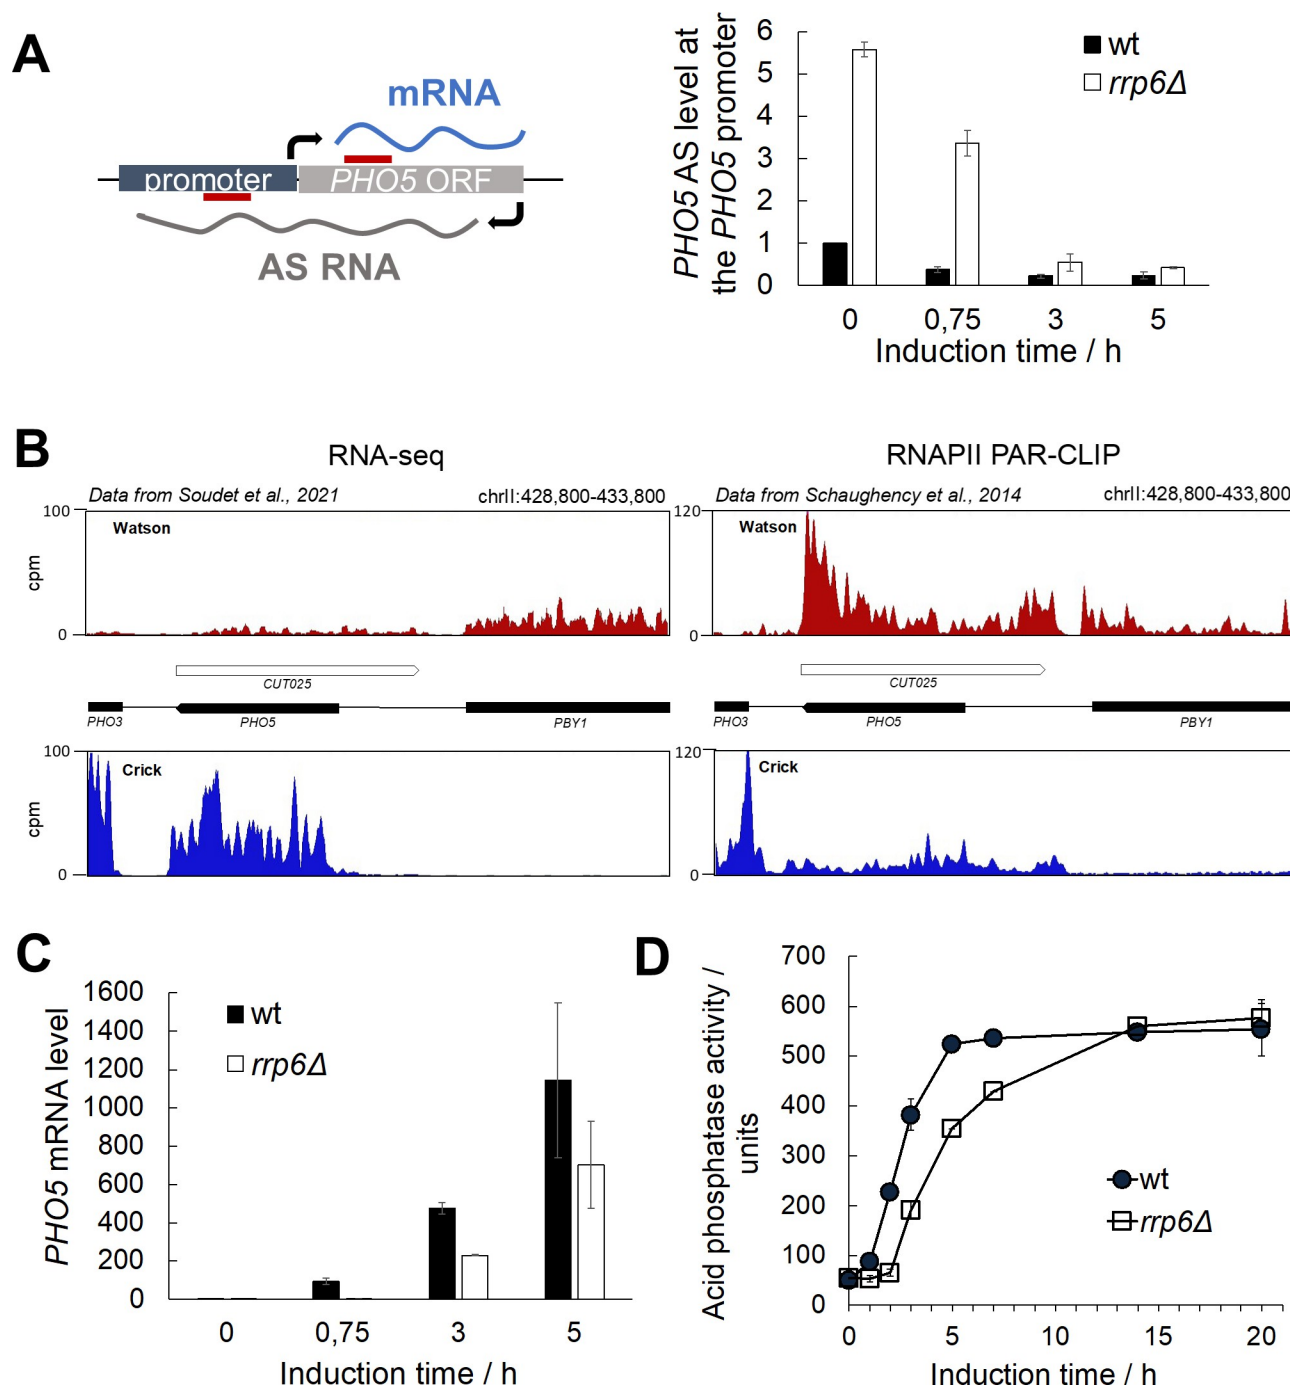 A
mRNA
promoter
PHO5 ORF
AS RNA
PHO5 AS level at
the PHO5 promoter
6
5
4
3
2
1
0
wt
rrp6Δ
0
0,75
3
5
Induction time / h
B
RNA-seq
Data from Soudet et al., 2021
chrII:428,800-433,800
100
Watson
cpm
0
CUT025
PHO3
PHO5
PBY1
100
Crick
cpm
0
RNAPII PAR-CLIP
Data from Schaughency et al., 2014
chrII:428,800-433,800
120
Watson
0
CUT025
PHO3
PHO5
PBY1
120
Crick
0
C
PHO5 mRNA level
1600
1400
1200
1000
800
600
400
200
0
wt
rrp6Δ
0
0,75
3
5
Induction time / h
D
Acid phosphatase activity /
units
700
600
500
400
300
200
100
0
wt
rrp6Δ
0
5
10
15
20
Induction time / h